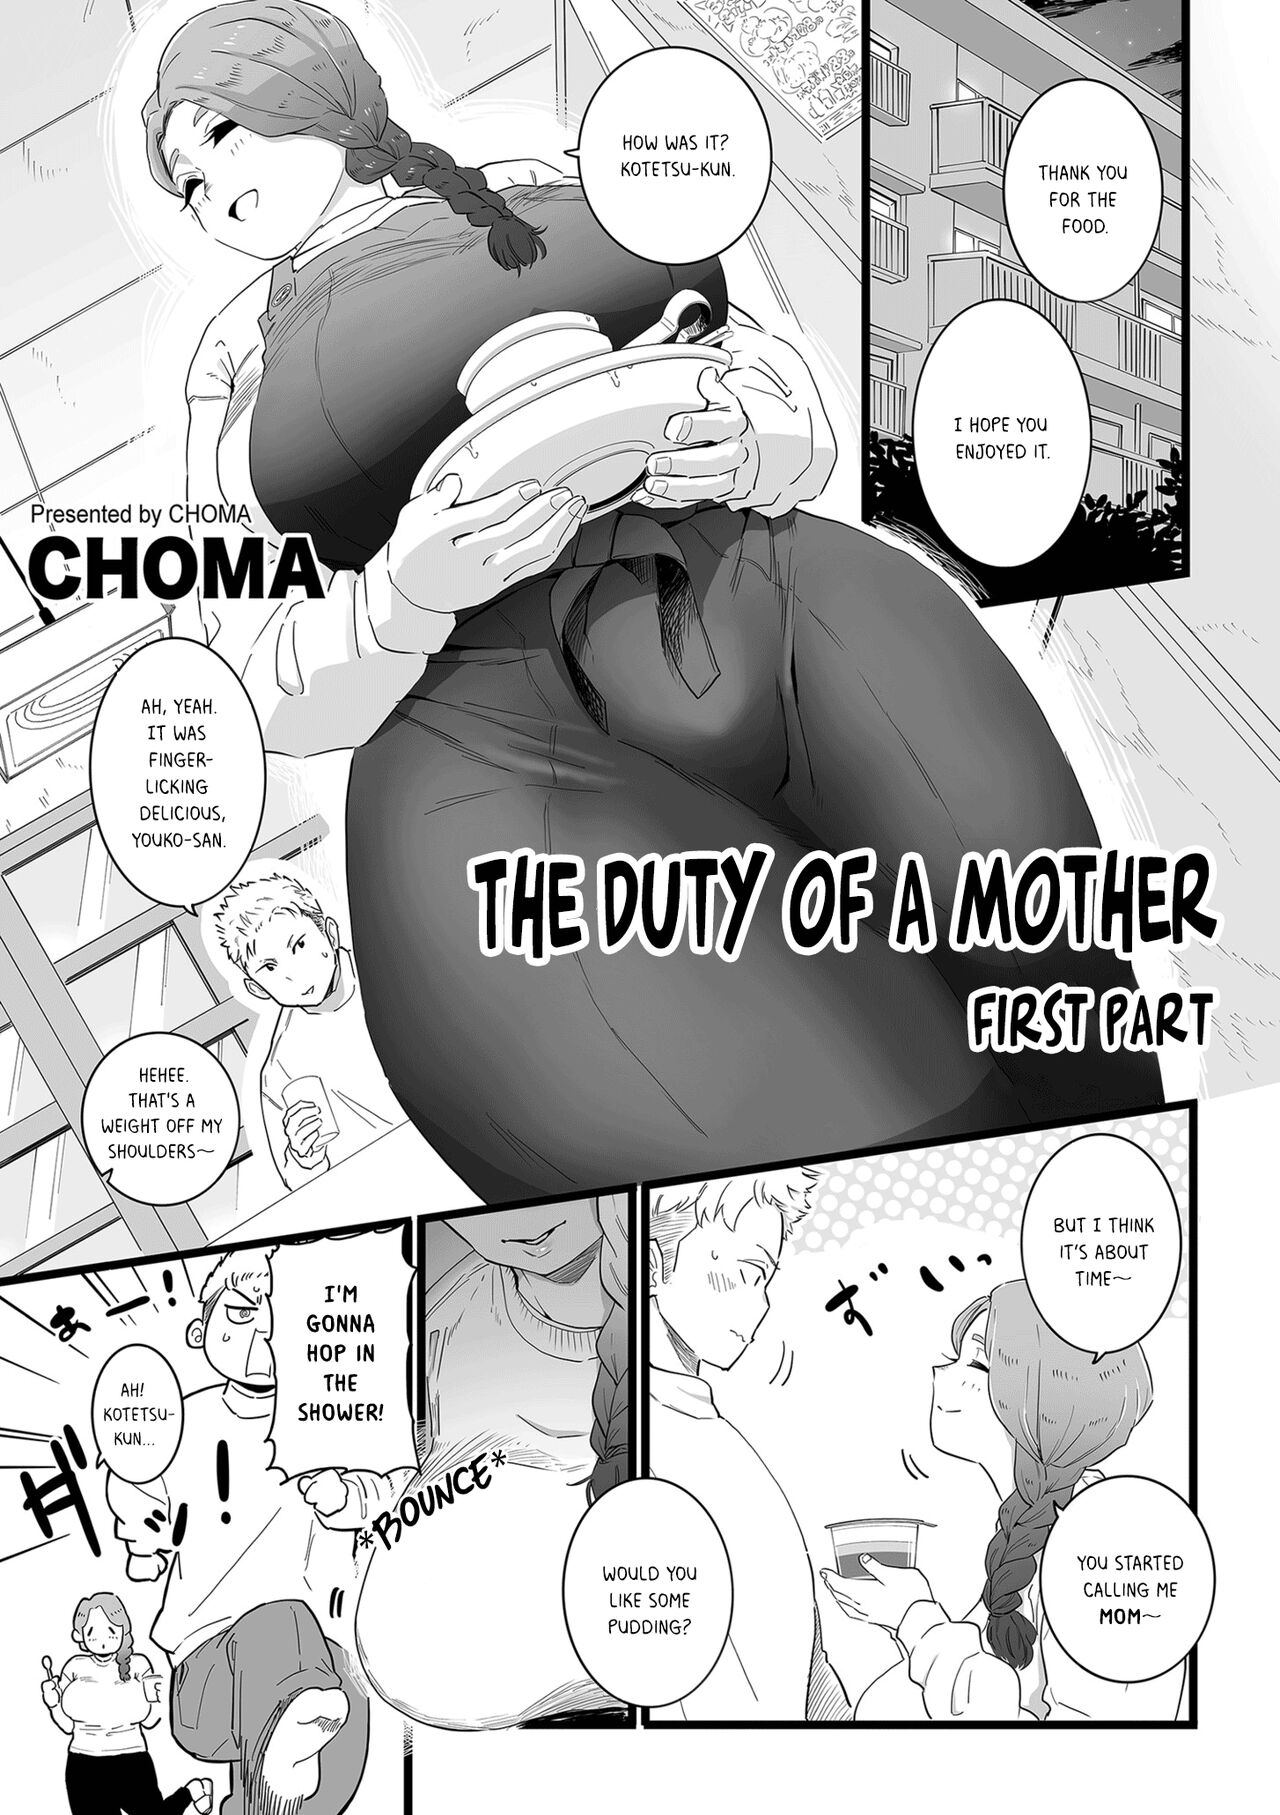 THANK YOU
FOR THE
FOOD.
I HOPE YOU
ENJOYED IT.
HOW WAS IT?
KOTETSU-KUN.
Presented by CHOMA
CHOMA
AH, YEAH.
IT WAS
FINGER-
LICKING
DELICIOUS,
YOUKO-SAN.
THE DUTY OF A MOTHER
FIRST PART
HEHEE.
THAT'S A
WEIGHT OFF MY
SHOULDERS~
BUT I THINK
IT'S ABOUT
TIME~
ずいっ
YOU STARTED
CALLING ME
MOM~
WOULD YOU
LIKE SOME
PUDDING?
*BOUNCE*
I'M
GONNA
HOP IN
THE
SHOWER!
AH!
KOTETSU-
KUN...